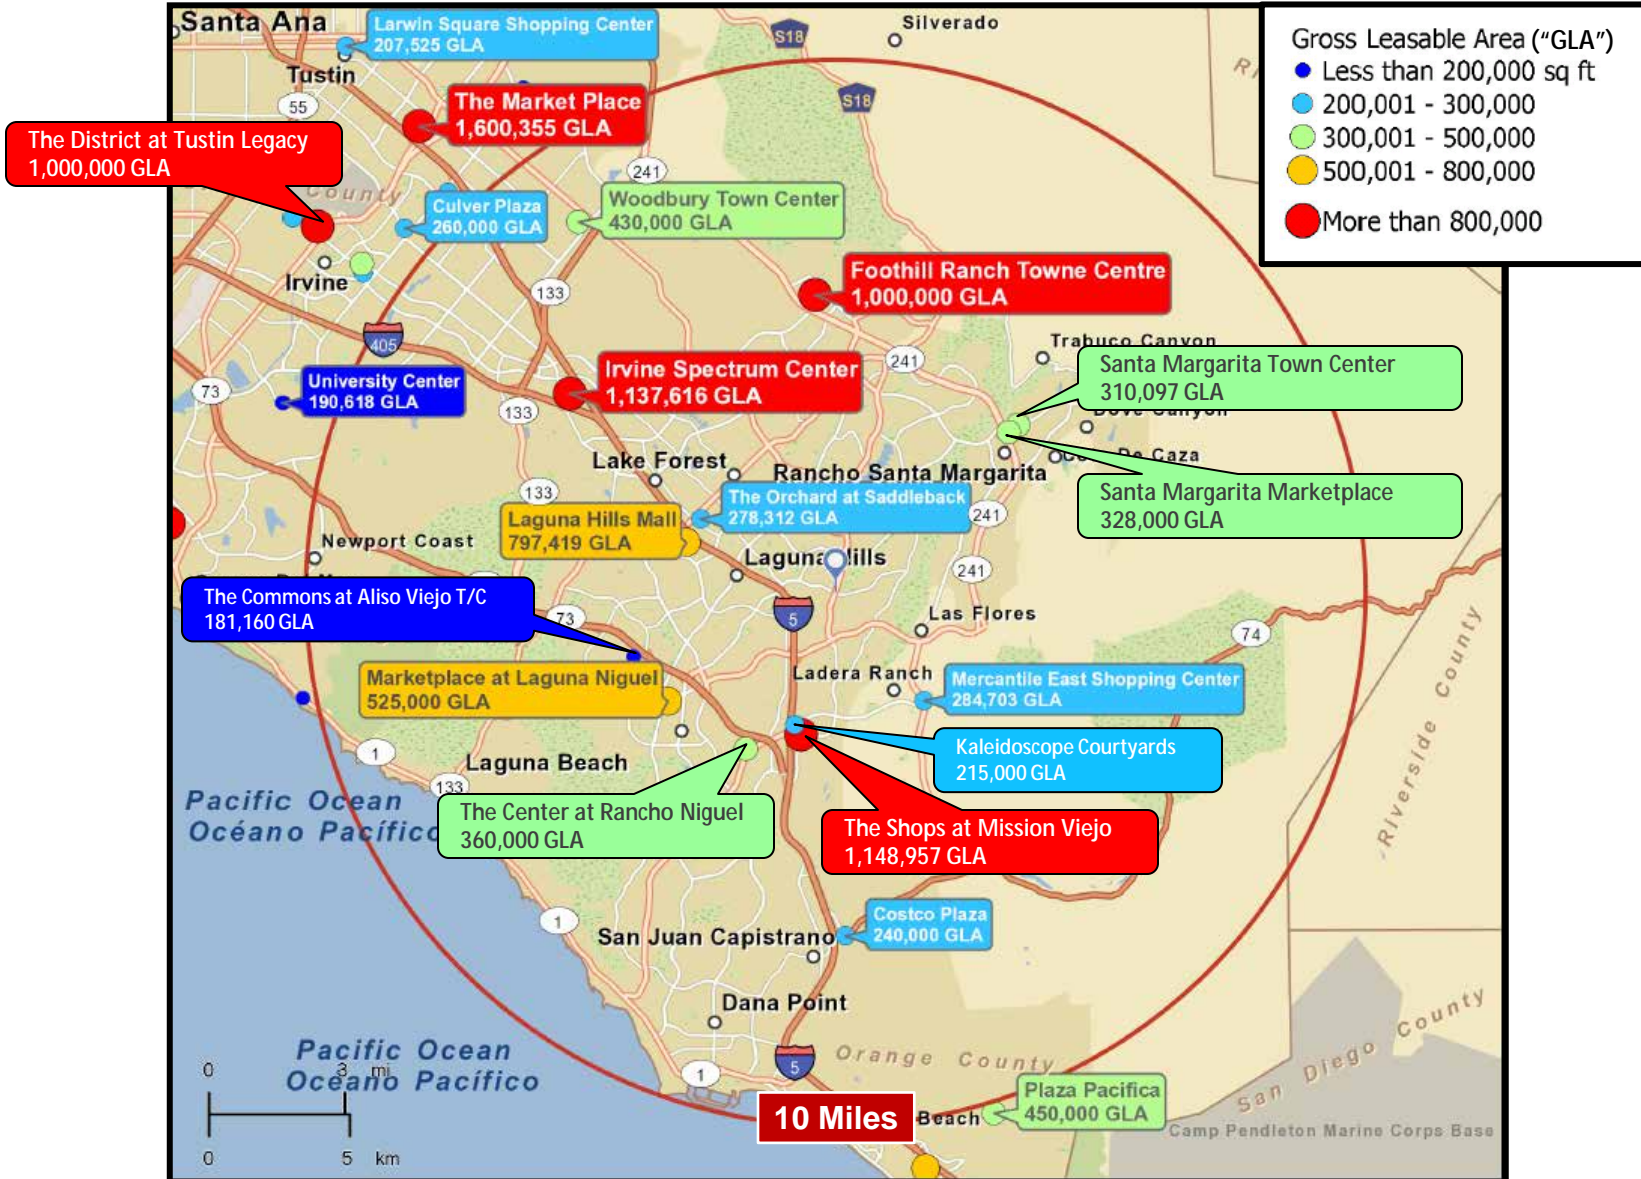 Santa Ana
Larwin Square Shopping Center
207,525 GLA
Silverado
S18
Tustin
55
The Market Place
1,600,355 GLA
S18
Gross Leasable Area ("GLA")
Less than 200,000 sq ft
200,001 - 300,000
300,001 - 500,000
500,001 - 800,000
More than 800,000
The District at Tustin Legacy
1,000,000 GLA
County
241
Culver Plaza
260,000 GLA
Woodbury Town Center
430,000 GLA
Irvine
133
Foothill Ranch Towne Centre
1,000,000 GLA
405
Trabuco Canyon
241
Santa Margarita Town Center
310,097 GLA
73
University Center
190,618 GLA
Irvine Spectrum Center
1,137,616 GLA
133
Dove Canyon
De Caza
Lake Forest
Rancho Santa Margarita
133
The Orchard at Saddleback
278,312 GLA
241
Santa Margarita Marketplace
328,000 GLA
Laguna Hills Mall
797,419 GLA
Newport Coast
Laguna Hills
241
The Commons at Aliso Viejo T/C
181,160 GLA
73
5
Las Flores
74
Marketplace at Laguna Niguel
525,000 GLA
Ladera Ranch
Mercantile East Shopping Center
284,703 GLA
Riverside County
1
Laguna Beach
Kaleidoscope Courtyards
215,000 GLA
133
Pacific Ocean
Océano Pacífico
The Center at Rancho Niguel
360,000 GLA
The Shops at Mission Viejo
1,148,957 GLA
1
San Juan Capistrano
Costco Plaza
240,000 GLA
Dana Point
Pacific Ocean
Océano Pacífico
0 3 mi
0 5 km
1
5
Orange County
San Diego County
10 Miles
Beach
Plaza Pacifica
450,000 GLA
Camp Pendleton Marine Corps Base